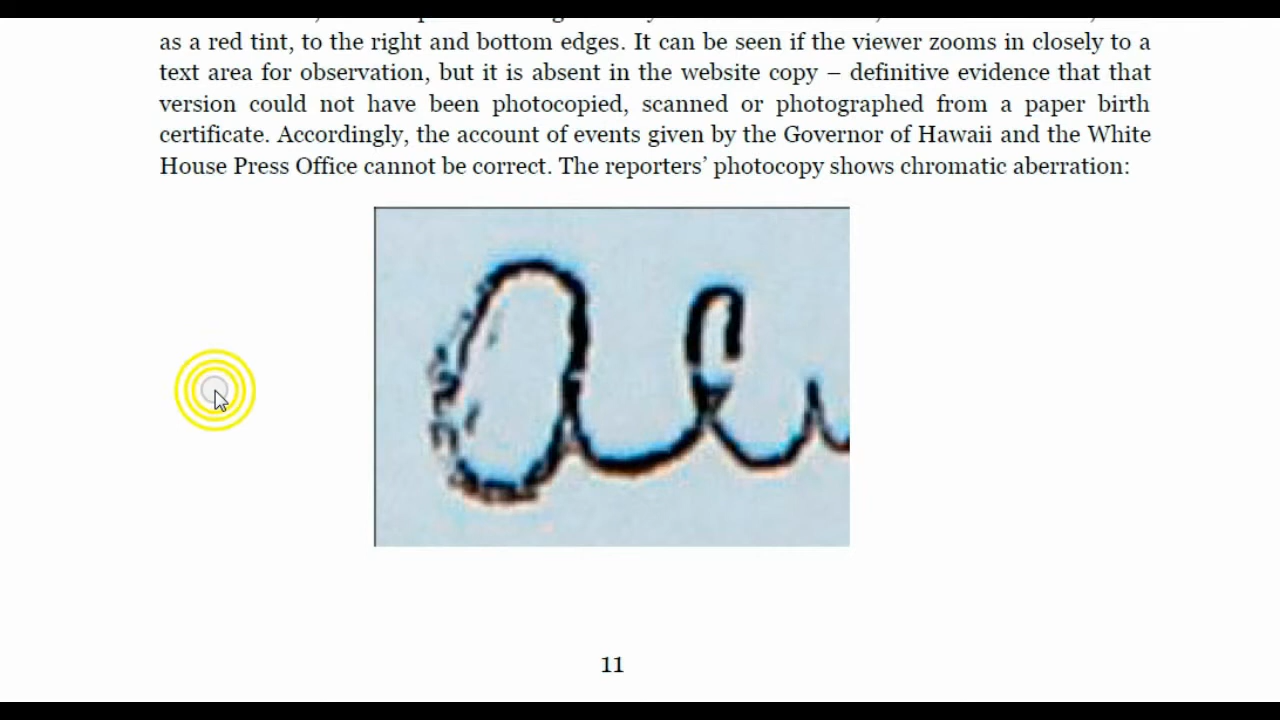 as a red tint, to the right and bottom edges. It can be seen if the viewer zooms in closely to a
text area for observation, but it is absent in the website copy – definitive evidence that that
version could not have been photocopied, scanned or photographed from a paper birth
certificate. Accordingly, the account of events given by the Governor of Hawaii and the White
House Press Office cannot be correct. The reporters’ photocopy shows chromatic aberration:
11